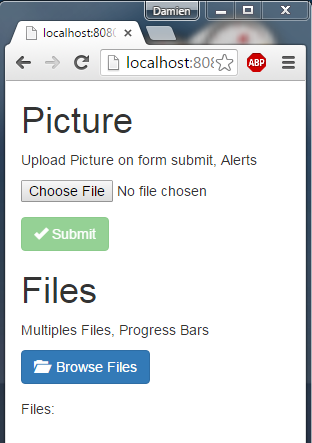 Damien
localhost:8080
localhost:808
ABP
Picture
Upload Picture on form submit, Alerts
Choose File No file chosen
Submit
Files
Multiples Files, Progress Bars
Browse Files
Files: